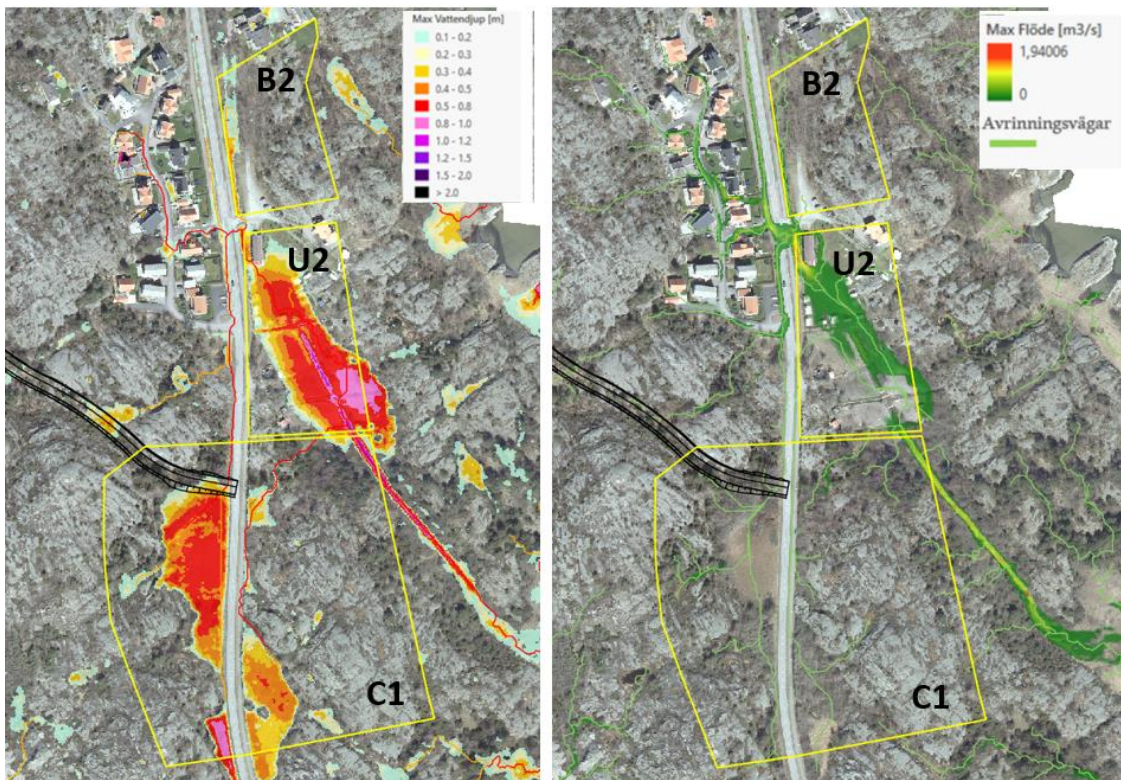 Max Vattendjup [m]
0.1 - 0.2
0.2 - 0.3
0.3 - 0.4
0.4 - 0.5
0.5 - 0.8
0.8 - 1.0
1.0 - 1.2
1.2 - 1.5
1.5 - 2.0
> 2.0
B2
U2
C1
Max Flöde [m3/s]
1,94006
0
Avrinningsvägar
B2
U2
C1